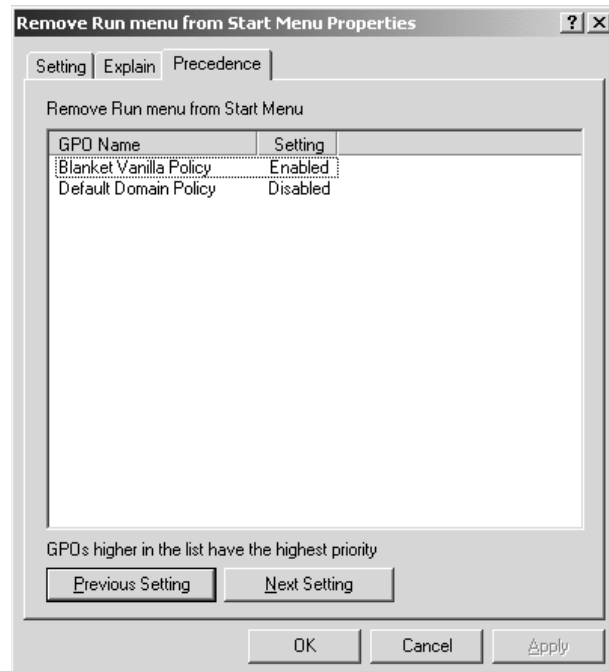 Remove Run menu from Start Menu Properties ? X
Setting Explain Precedence
Remove Run menu from Start Menu
GPO Name Setting
Blanket Vanilla Policy Enabled
Default Domain Policy Disabled
GPOs higher in the list have the highest priority
Previous Setting Next Setting
OK Cancel Apply